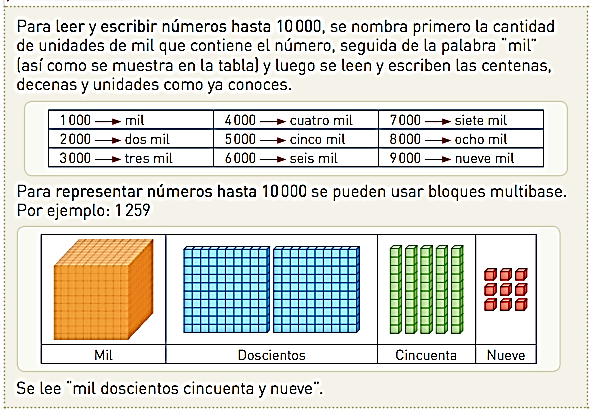 Para leer y escribir números hasta 10 000, se nombra primero la cantidad
de unidades de mil que contiene el número, seguida de la palabra "mil"
(así como se muestra en la tabla) y luego se leen y escriben las centenas,
decenas y unidades como ya conoces.
1 000 → mil 4 000 → cuatro mil 7 000 → siete mil
2 000 → dos mil 5 000 → cinco mil 8 000 → ocho mil
3 000 → tres mil 6 000 → seis mil 9 000 → nueve mil
Para representar números hasta 10 000 se pueden usar bloques multibase.
Por ejemplo: 1 259
Mil Doscientos Cincuenta Nueve
Se lee "mil doscientos cincuenta y nueve".